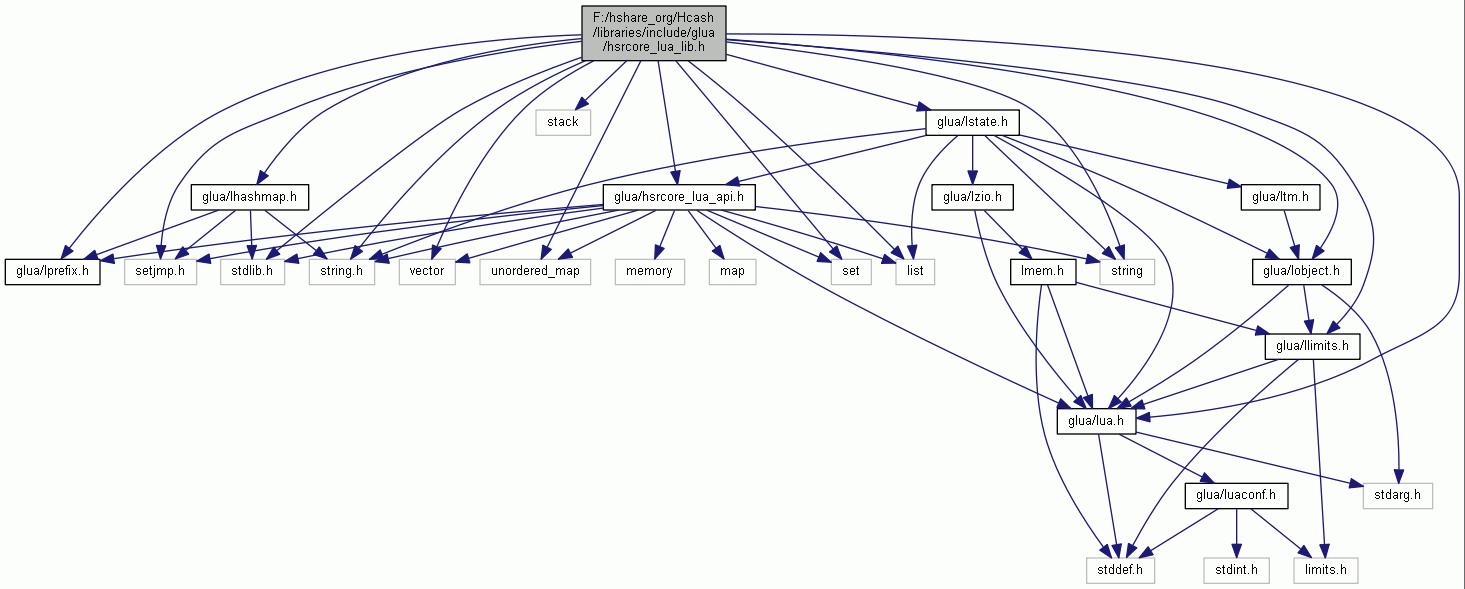 F:/hshare_org/Hcash
/libraries/include/glua
/hsrcore_lua_lib.h
stack
glua/lstate.h
glua/lhashmap.h
glua/hsrcore_lua_api.h
glua/lzio.h
glua/ltm.h
glua/lprefix.h
setjmp.h
stdlib.h
string.h
vector
unordered_map
memory
map
set
list
string
lmem.h
glua/lobject.h
glua/llimits.h
glua/lua.h
glua/luaconf.h
stdarg.h
stddef.h
stdint.h
limits.h